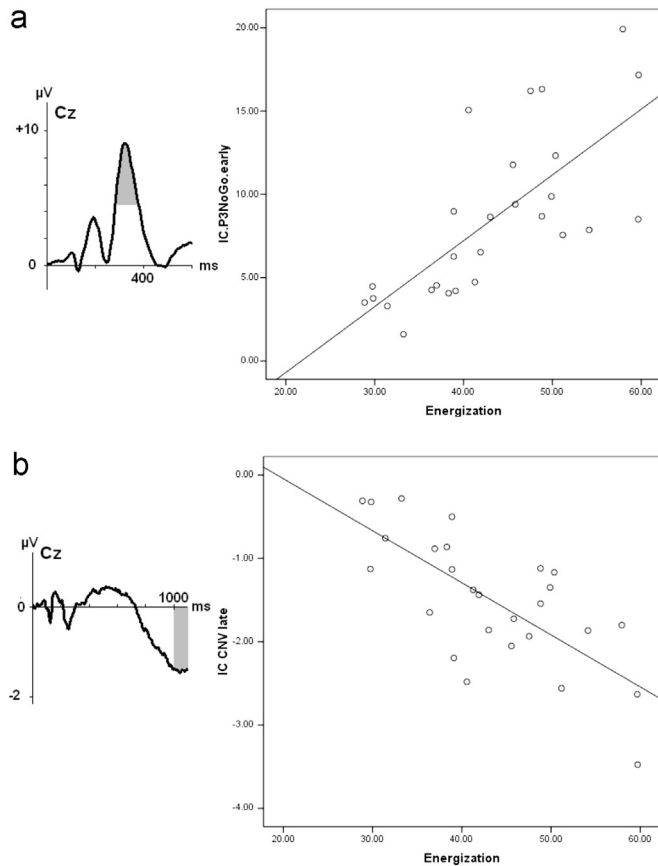 a
µV
Cz
+10
0
400
ms
IC.P3NoGo.early
20.00
15.00
10.00
5.00
0.00
20.00 30.00 40.00 50.00 60.00
Energization
b
µV
Cz
0
1000
ms
-2
IC CNV late
0.00
-1.00
-2.00
-3.00
-4.00
20.00 30.00 40.00 50.00 60.00
Energization